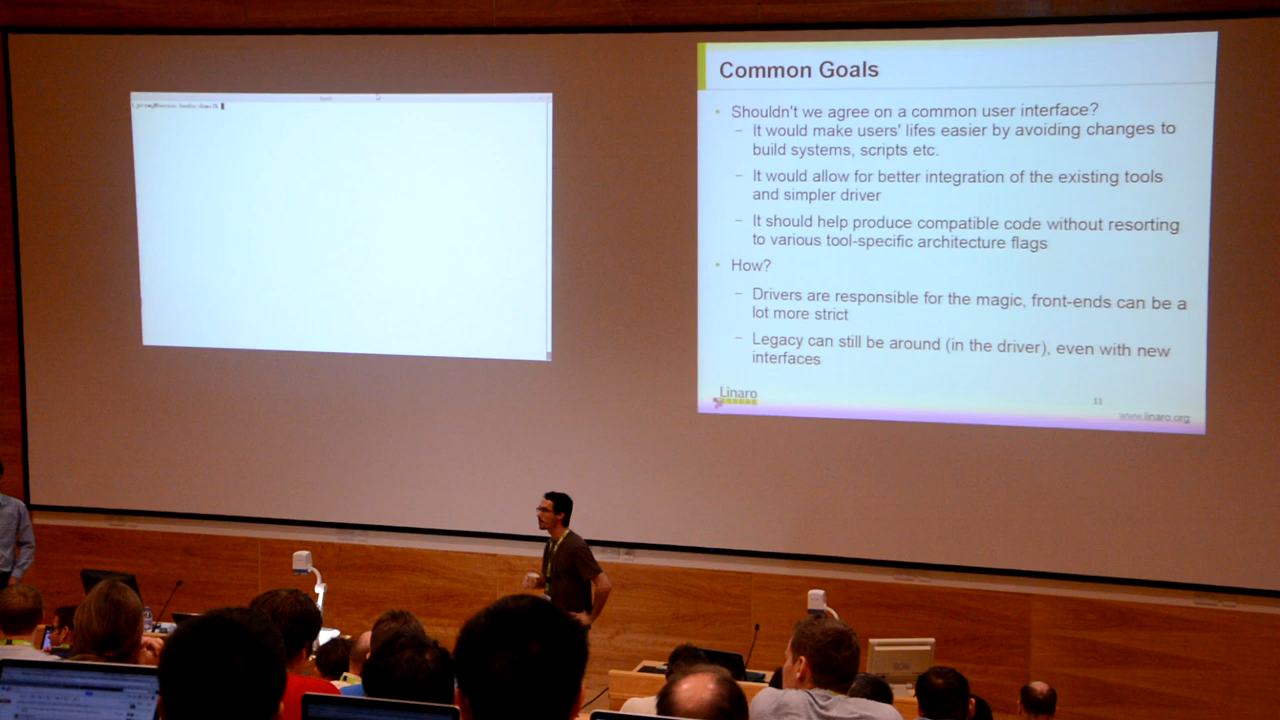 Common Goals
• Shouldn't we agree on a common user interface?
– It would make users' lifes easier by avoiding changes to
build systems, scripts etc.
– It would allow for better integration of the existing tools
and simpler driver
– It should help produce compatible code without resorting
to various tool-specific architecture flags
• How?
– Drivers are responsible for the magic, front-ends can be a
lot more strict
– Legacy can still be around (in the driver), even with new
interfaces
Linaro
11
www.linaro.org